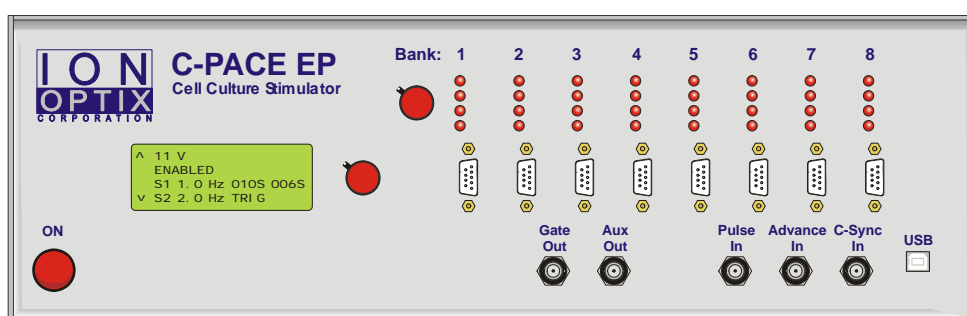 ION
OPTIX
CORPORATION
C-PACE EP
Cell Culture Stimulator
Bank: 1 2 3 4 5 6 7 8
^ 11 V
ENABLED
S1 1.0 Hz 010S 006S
v S2 2.0 Hz TRIG
ON
Gate Out
Aux Out
Pulse In
Advance In
C-Sync In
USB